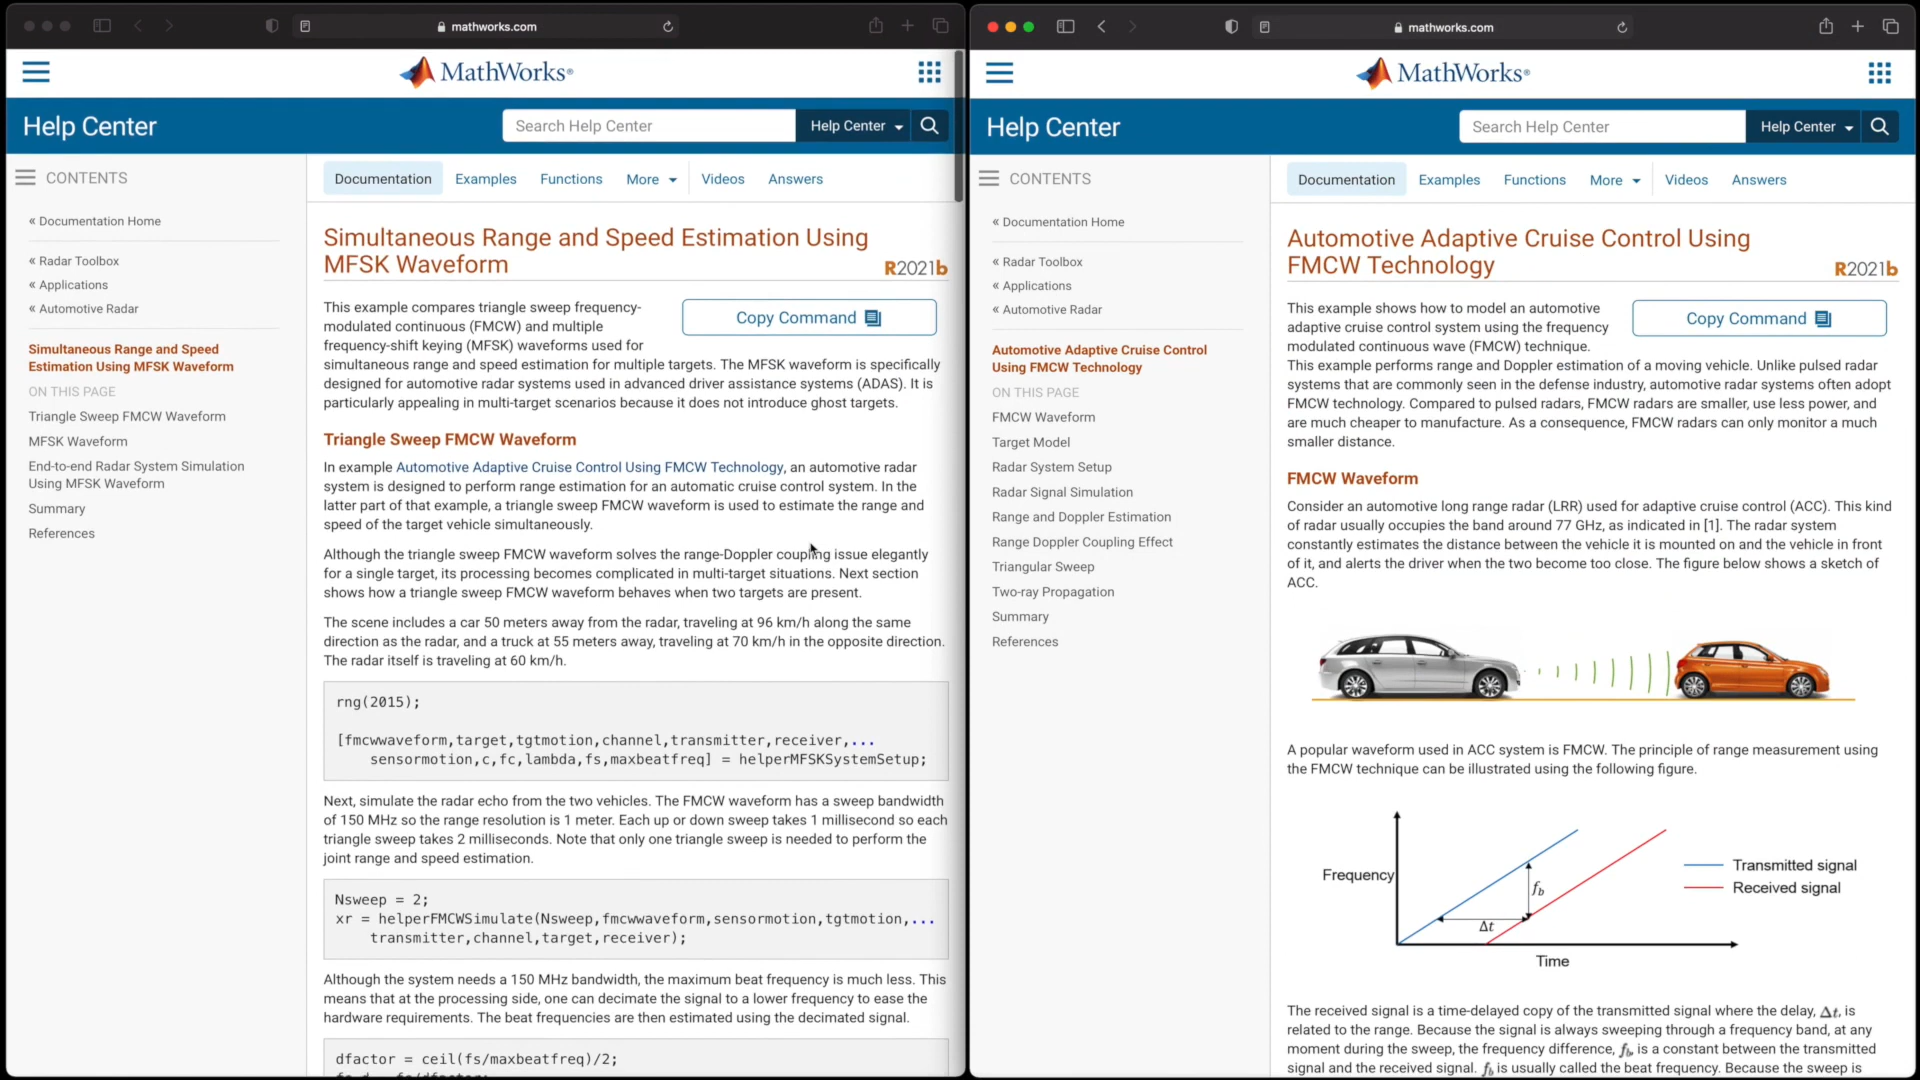 mathworks.com
MathWorks®
Help Center
Search Help Center
Help Center
CONTENTS
Documentation Examples Functions More Videos Answers
« Documentation Home
« Radar Toolbox
« Applications
« Automotive Radar
Simultaneous Range and Speed
Estimation Using MFSK Waveform
ON THIS PAGE
Triangle Sweep FMCW Waveform
MFSK Waveform
End-to-end Radar System Simulation
Using MFSK Waveform
Summary
References
Simultaneous Range and Speed Estimation Using
MFSK Waveform
R2021b
This example compares triangle sweep frequency-
modulated continuous (FMCW) and multiple
frequency-shift keying (MFSK) waveforms used for
Copy Command
simultaneous range and speed estimation for multiple targets. The MFSK waveform is specifically
designed for automotive radar systems used in advanced driver assistance systems (ADAS). It is
particularly appealing in multi-target scenarios because it does not introduce ghost targets.
Triangle Sweep FMCW Waveform
In example Automotive Adaptive Cruise Control Using FMCW Technology, an automotive radar
system is designed to perform range estimation for an automatic cruise control system. In the
latter part of that example, a triangle sweep FMCW waveform is used to estimate the range and
speed of the target vehicle simultaneously.
Although the triangle sweep FMCW waveform solves the range-Doppler coupling issue elegantly
for a single target, its processing becomes complicated in multi-target situations. Next section
shows how a triangle sweep FMCW waveform behaves when two targets are present.
The scene includes a car 50 meters away from the radar, traveling at 96 km/h along the same
direction as the radar, and a truck at 55 meters away, traveling at 70 km/h in the opposite direction.
The radar itself is traveling at 60 km/h.
rng(2015);
[fmcwwaveform,target,tgtmotion,channel,transmitter,receiver,...
sensormotion,c,fc,lambda,fs,maxbeatfreq] = helperMFSKSystemSetup;
Next, simulate the radar echo from the two vehicles. The FMCW waveform has a sweep bandwidth
of 150 MHz so the range resolution is 1 meter. Each up or down sweep takes 1 millisecond so each
triangle sweep takes 2 milliseconds. Note that only one triangle sweep is needed to perform the
joint range and speed estimation.
Nsweep = 2;
xr = helperFMCWSimulate(Nsweep,fmcwwaveform,sensormotion,tgtmotion,...
transmitter,channel,target,receiver);
Although the system needs a 150 MHz bandwidth, the maximum beat frequency is much less. This
means that at the processing side, one can decimate the signal to a lower frequency to ease the
hardware requirements. The beat frequencies are then estimated using the decimated signal.
dfactor = ceil(fs/maxbeatfreq)/2;
mathworks.com
MathWorks®
Help Center
Search Help Center
Help Center
CONTENTS
Documentation Examples Functions More Videos Answers
« Documentation Home
« Radar Toolbox
« Applications
« Automotive Radar
Automotive Adaptive Cruise Control
Using FMCW Technology
ON THIS PAGE
FMCW Waveform
Target Model
Radar System Setup
Radar Signal Simulation
Range and Doppler Estimation
Range Doppler Coupling Effect
Triangular Sweep
Two-ray Propagation
Summary
References
Automotive Adaptive Cruise Control Using
FMCW Technology
R2021b
This example shows how to model an automotive
adaptive cruise control system using the frequency
modulated continuous wave (FMCW) technique.
Copy Command
This example performs range and Doppler estimation of a moving vehicle. Unlike pulsed radar
systems that are commonly seen in the defense industry, automotive radar systems often adopt
FMCW technology. Compared to pulsed radars, FMCW radars are smaller, use less power, and
are much cheaper to manufacture. As a consequence, FMCW radars can only monitor a much
smaller distance.
FMCW Waveform
Consider an automotive long range radar (LRR) used for adaptive cruise control (ACC). This kind
of radar usually occupies the band around 77 GHz, as indicated in [1]. The radar system
constantly estimates the distance between the vehicle it is mounted on and the vehicle in front
of it, and alerts the driver when the two become too close. The figure below shows a sketch of
ACC.
A popular waveform used in ACC system is FMCW. The principle of range measurement using
the FMCW technique can be illustrated using the following figure.
Frequency
fb
Δt
Time
Transmitted signal
Received signal
The received signal is a time-delayed copy of the transmitted signal where the delay, Δt, is
related to the range. Because the signal is always sweeping through a frequency band, at any
moment during the sweep, the frequency difference, fb, is a constant between the transmitted
signal and the received signal. fb is usually called the beat frequency. Because the sweep is